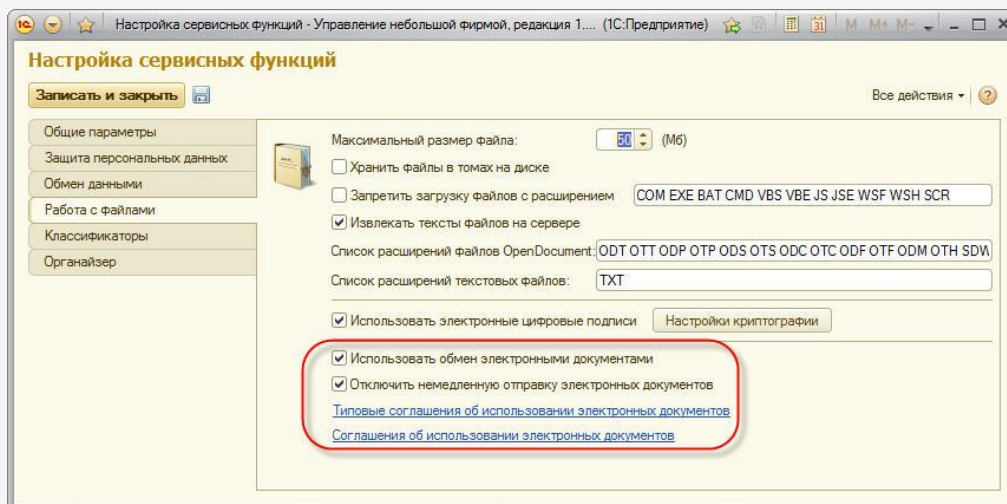 Настройка сервисных функций - Управление небольшой фирмой, редакция 1.... (1С:Предприятие) M M+ M-
Настройка сервисных функций
Записать и закрыть Все действия
Общие параметры
Защита персональных данных
Обмен данными
Работа с файлами
Классификаторы
Органайзер
Максимальный размер файла: 50 (Мб)
Хранить файлы в томах на диске
Запретить загрузку файлов с расширением COM EXE BAT CMD VBS VBE JS JSE WSF WSH SCR
Извлекать тексты файлов на сервере
Список расширений файлов OpenDocument: ODT OTT ODP OTP ODS OTS ODC OTC ODF OTF ODM OTH SDW
Список расширений текстовых файлов: TXT
Использовать электронные цифровые подписи Настройки криптографии
Использовать обмен электронными документами
Отключить немедленную отправку электронных документов
Типовые соглашения об использовании электронных документов
Соглашения об использовании электронных документов